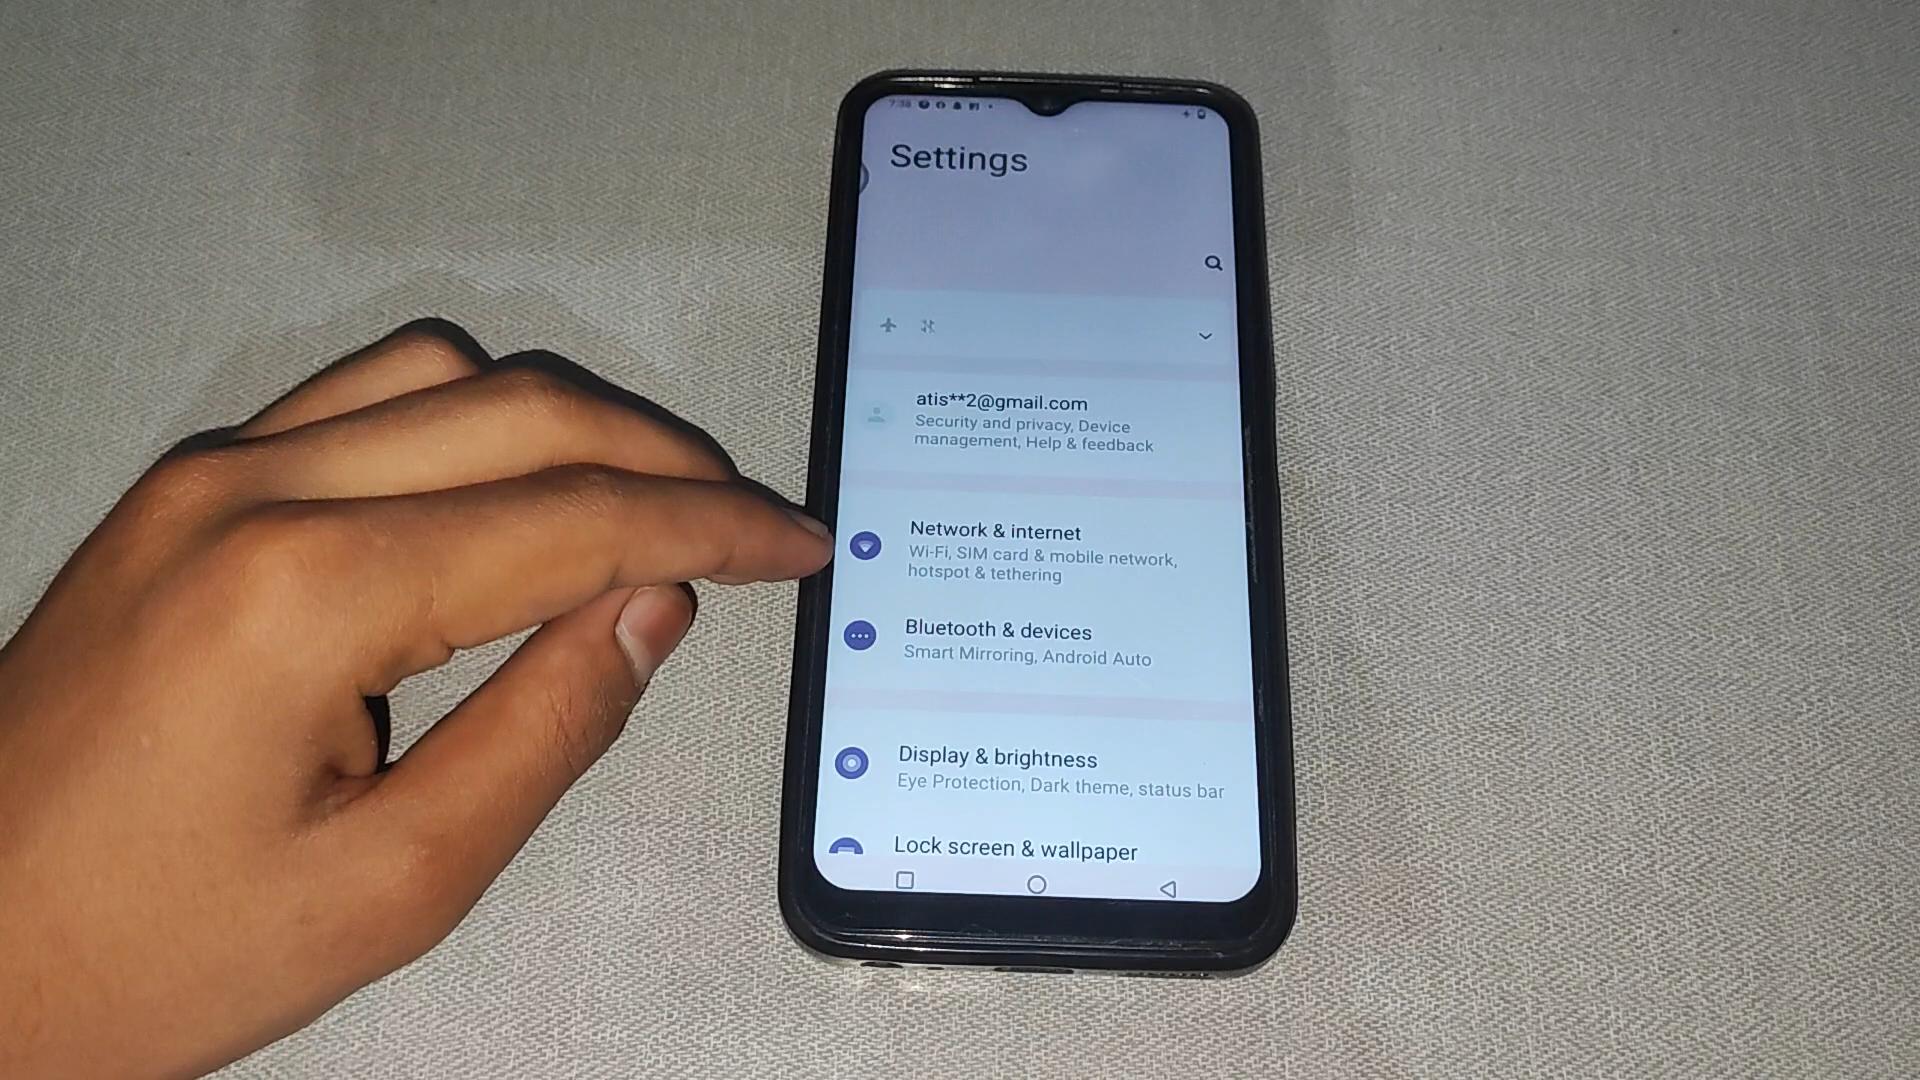 7:38
Settings
atis**2@gmail.com
Security and privacy, Device
management, Help & feedback
Network & internet
Wi-Fi, SIM card & mobile network,
hotspot & tethering
Bluetooth & devices
Smart Mirroring, Android Auto
Display & brightness
Eye Protection, Dark theme, status bar
Lock screen & wallpaper